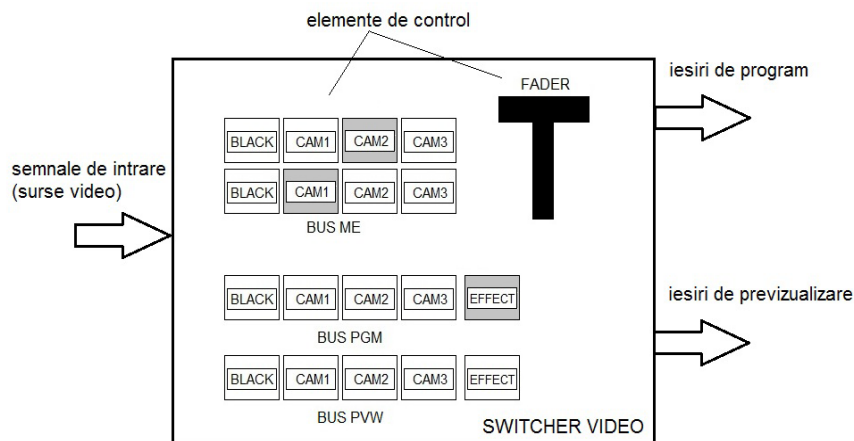 elemente de control
iesiri de program
FADER
BLACK CAM1 CAM2 CAM3
semnale de intrare
(surse video)
BLACK CAM1 CAM2 CAM3
BUS ME
iesiri de previzualizare
BLACK CAM1 CAM2 CAM3 EFFECT
BUS PGM
BLACK CAM1 CAM2 CAM3 EFFECT
BUS PVW
SWITCHER VIDEO